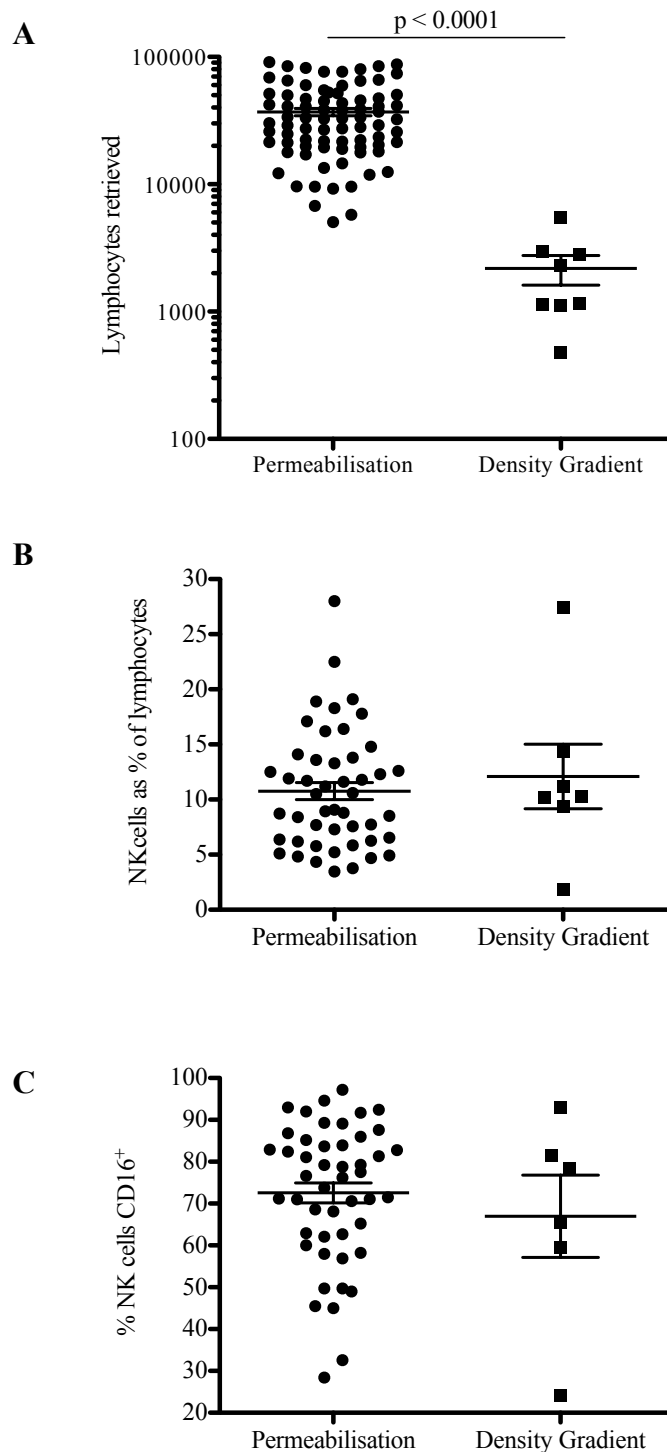 A
p < 0.0001
Lymphocytes retrieved
100000
10000
1000
100
Permeabilisation Density Gradient
B
NKcells as % of lymphocytes
30
25
20
15
10
5
0
Permeabilisation Density Gradient
C
% NK cells CD16⁺
100
90
80
70
60
50
40
30
20
Permeabilisation Density Gradient